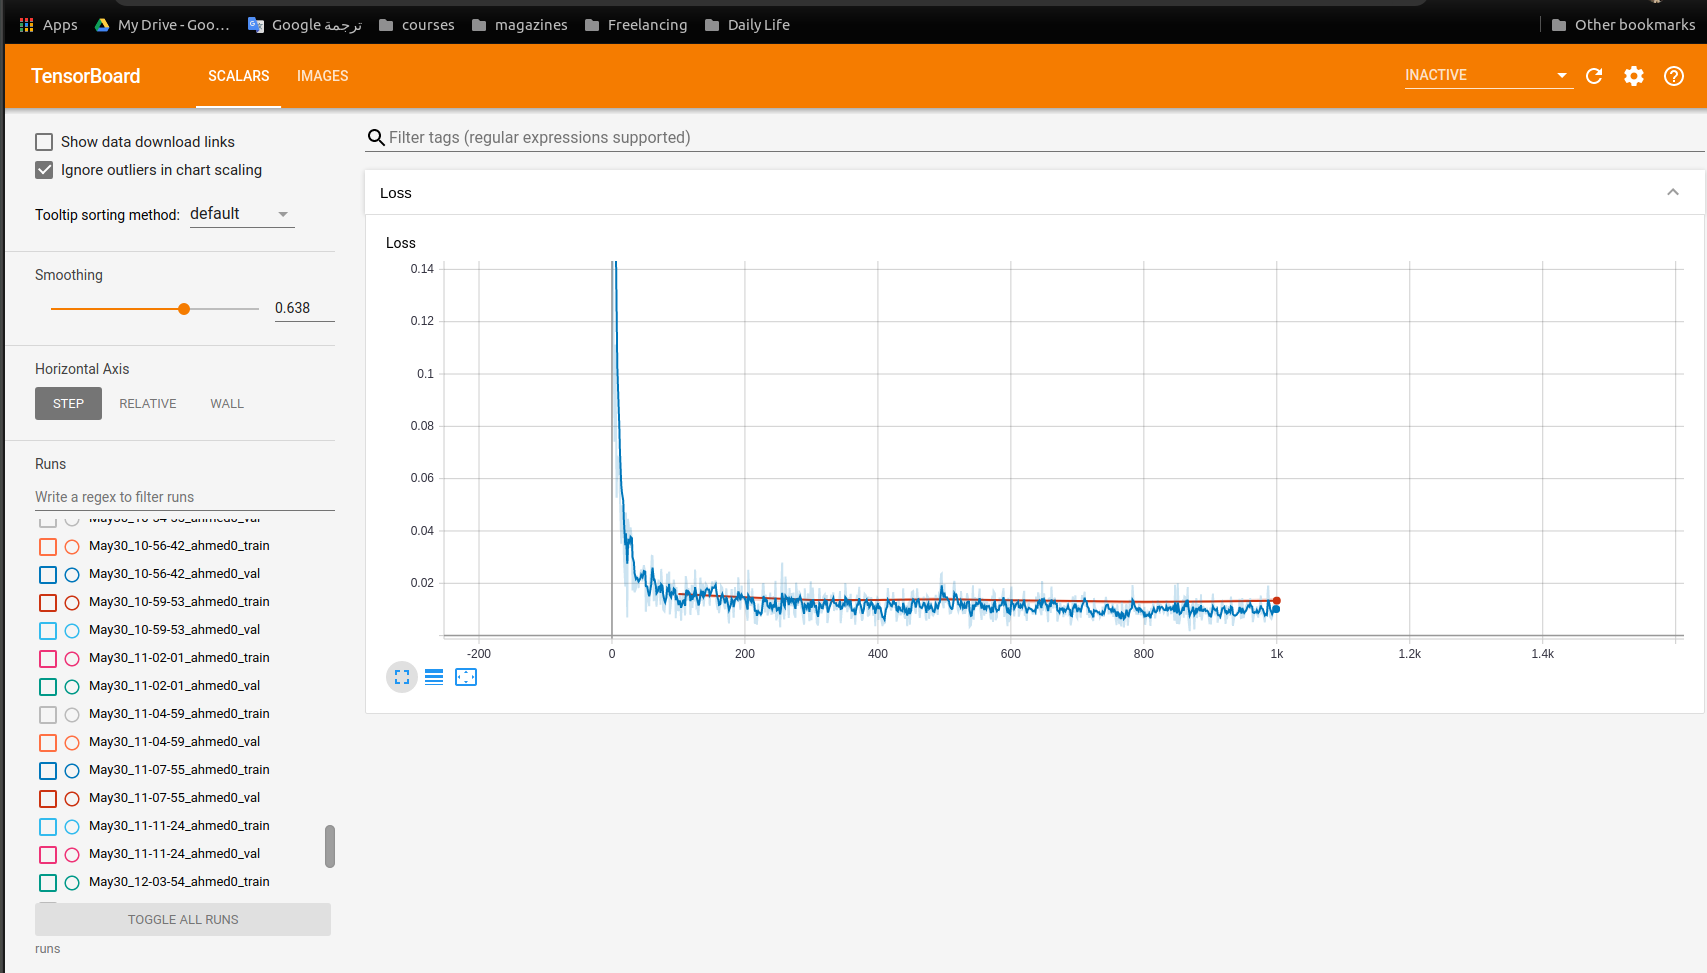 Apps My Drive - Goo... Google ترجمة courses magazines Freelancing Daily Life Other bookmarks
TensorBoard SCALARS IMAGES INACTIVE
Show data download links
Ignore outliers in chart scaling
Tooltip sorting method: default
Smoothing
0.638
Horizontal Axis
STEP RELATIVE WALL
Runs
Write a regex to filter runs
May30_10-56-42_ahmed0_train
May30_10-56-42_ahmed0_val
May30_10-59-53_ahmed0_train
May30_10-59-53_ahmed0_val
May30_11-02-01_ahmed0_train
May30_11-02-01_ahmed0_val
May30_11-04-59_ahmed0_train
May30_11-04-59_ahmed0_val
May30_11-07-55_ahmed0_train
May30_11-07-55_ahmed0_val
May30_11-11-24_ahmed0_train
May30_11-11-24_ahmed0_val
May30_12-03-54_ahmed0_train
TOGGLE ALL RUNS
runs
Filter tags (regular expressions supported)
Loss
Loss
0.14
0.12
0.1
0.08
0.06
0.04
0.02
-200 0 200 400 600 800 1k 1.2k 1.4k